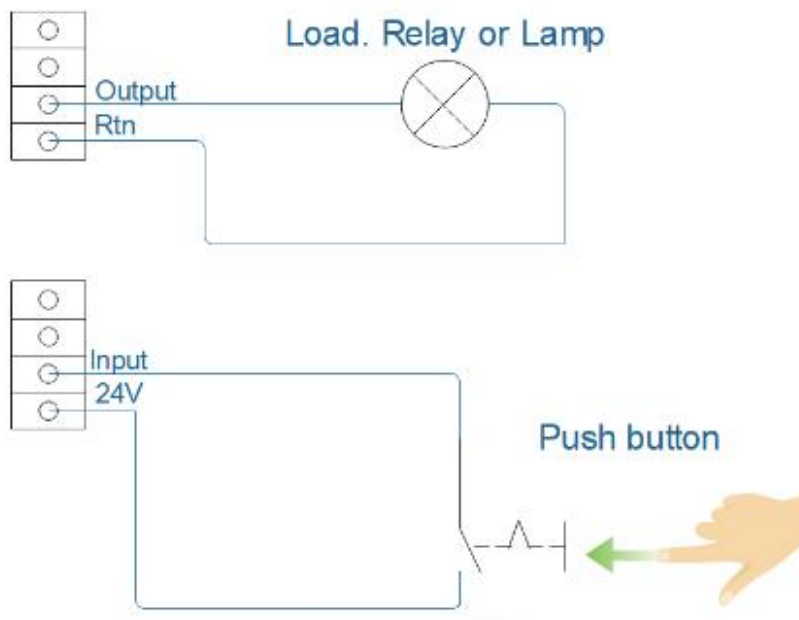 Load. Relay or Lamp
Output
Rtn
Input
24V
Push button